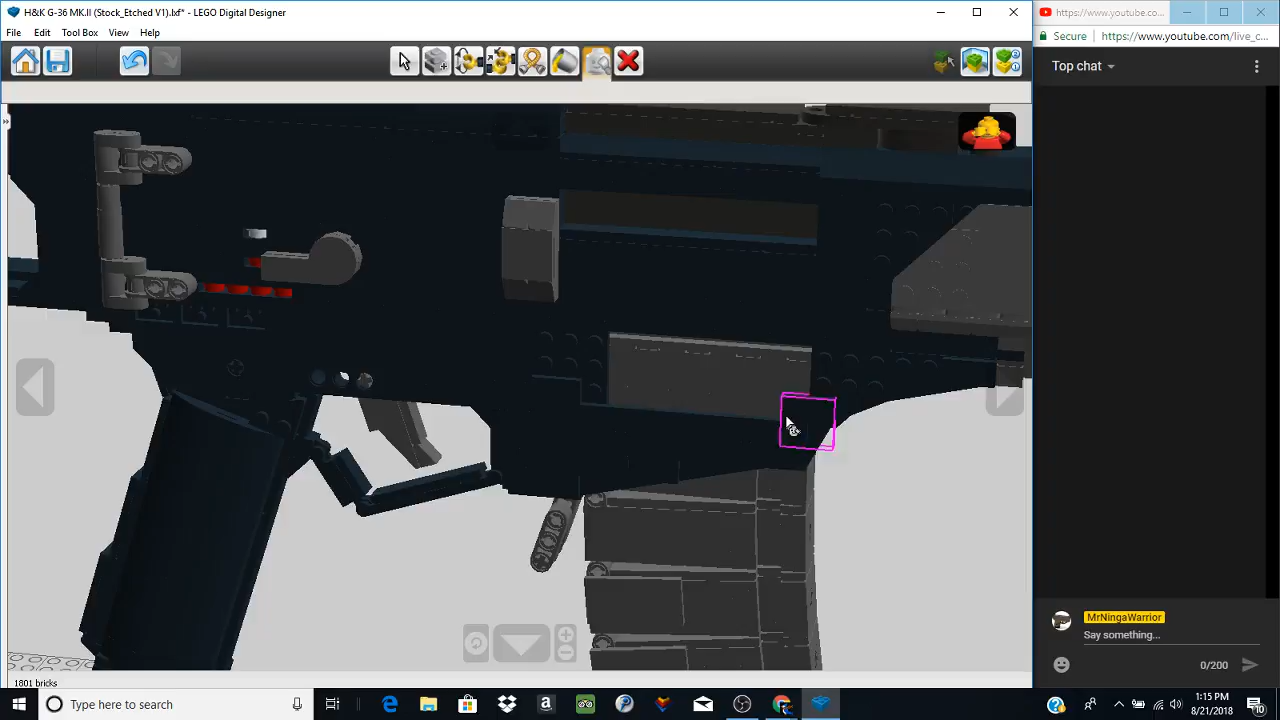 H&K G-36 MK.II (Stock_Etched V1).lxf* - LEGO Digital Designer
https://www.youtube.co...
File Edit Tool Box View Help
Secure https://www.youtube.com/live_c...
Top chat
MrNingaWarrior
Say something...
0/200
1801 bricks
Type here to search
1:15 PM
8/21/2018